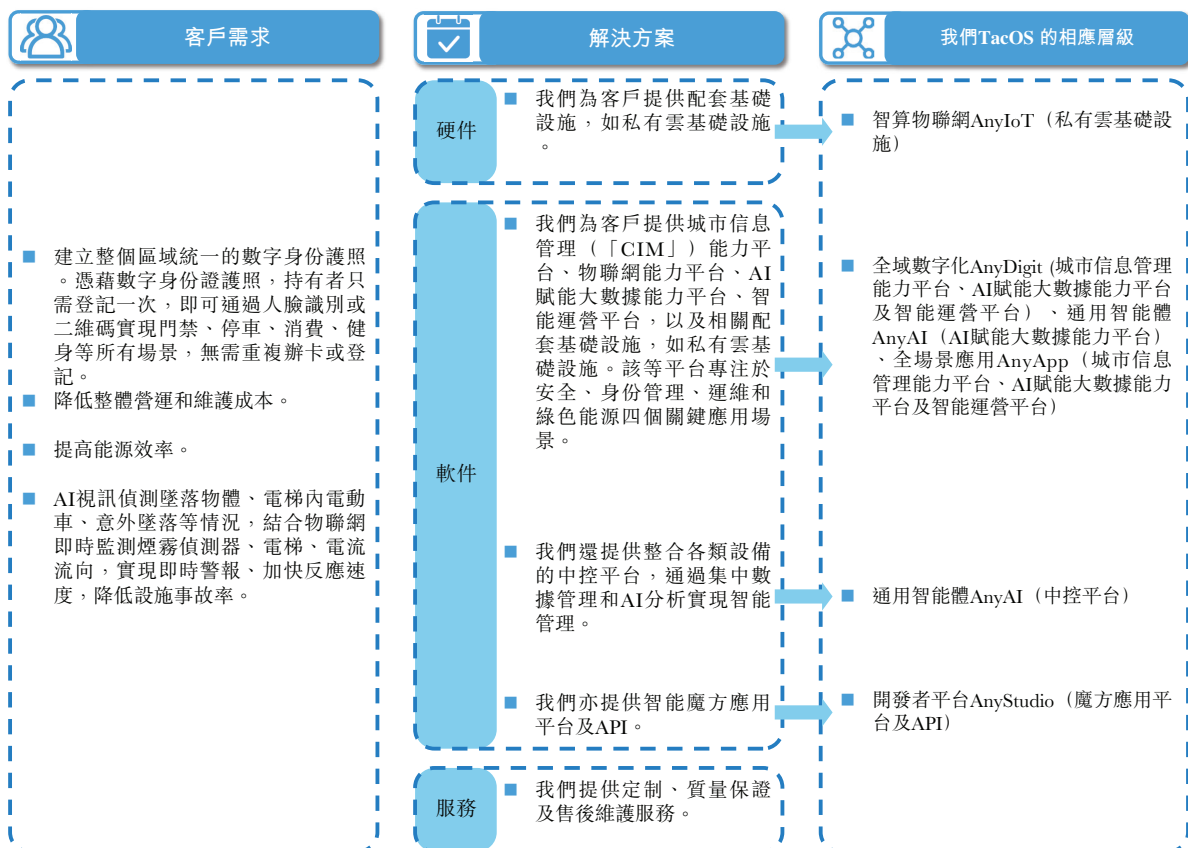 客戶需求
建立整個區域統一的數字身份護照
。憑藉數字身份證護照，持有者只
需登記一次，即可通過人臉識別或
二維碼實現門禁、停車、消費、健
身等所有場景，無需重複辦卡或登
記。
降低整體營運和維護成本。
提高能源效率。
AI視訊偵測墜落物體、電梯內電動
車、意外墜落等情況，結合物聯網
即時監測煙霧偵測器、電梯、電流
流向，實現即時警報、加快反應速
度，降低設施事故率。
解決方案
硬件
我們為客戶提供配套基礎
設施，如私有雲基礎設施
。
軟件
我們為客戶提供城市信息
管理（「CIM」）能力平
台、物聯網能力平台、AI
賦能大數據能力平台、智
能運營平台，以及相關配
套基礎設施，如私有雲基
礎設施。該等平台專注於
安全、身份管理、運維和
綠色能源四個關鍵應用場
景。
我們還提供整合各類設備
的中控平台，通過集中數
據管理和AI分析實現智能
管理。
我們亦提供智能魔方應用
平台及API。
服務
我們提供定制、質量保證
及售後維護服務。
我們TacOS 的相應層級
智算物聯網AnyIoT（私有雲基礎設
施）
全域數字化AnyDigit (城市信息管理
能力平台、AI賦能大數據能力平台
及智能運營平台）、通用智能體
AnyAI（AI賦能大數據能力平台）
、全場景應用AnyApp（城市信息
管理能力平台、AI賦能大數據能力
平台及智能運營平台）
通用智能體AnyAI（中控平台）
開發者平台AnyStudio（魔方應用平
台及API）